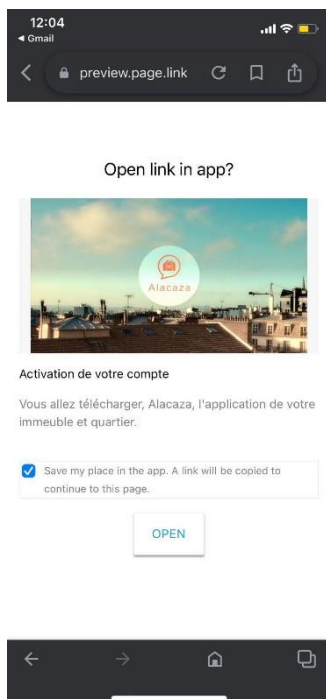 12:04
Gmail
preview.page.link
Open link in app?
Alacaza
Activation de votre compte
Vous allez télécharger, Alacaza, l'application de votre
immeuble et quartier.
Save my place in the app. A link will be copied to
continue to this page.
OPEN